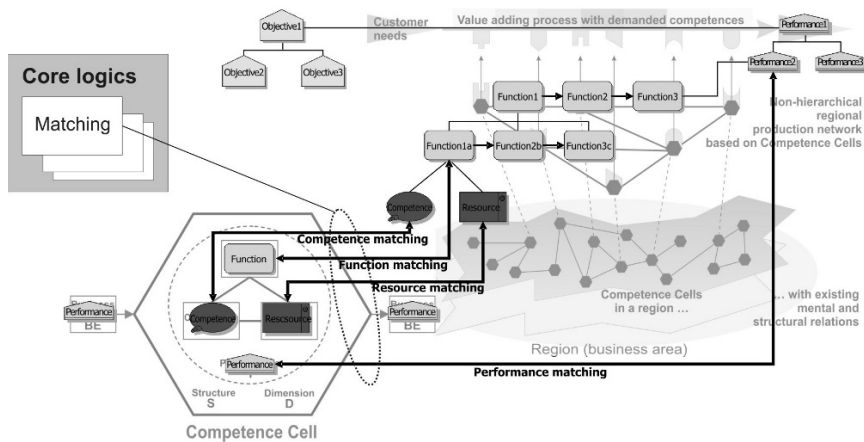 Objective1
Customer
needs
Value adding process with demanded competences
Performance1
Objective2
Objective3
Performance2
Performance3
Core logics
Matching
Function1
Function2
Function3
Non-hierarchical
regional
production network
based on Competence Cells
Function1a
Function2b
Function3c
Competence
Resource
Competence matching
Function matching
Resource matching
Function
Competence
Rescsource
Performance
BE
Performance
BE
Performance
Competence Cells
in a region ...
... with existing
mental and
structural relations
Region (business area)
Performance matching
Structure
S
Dimension
D
Competence Cell